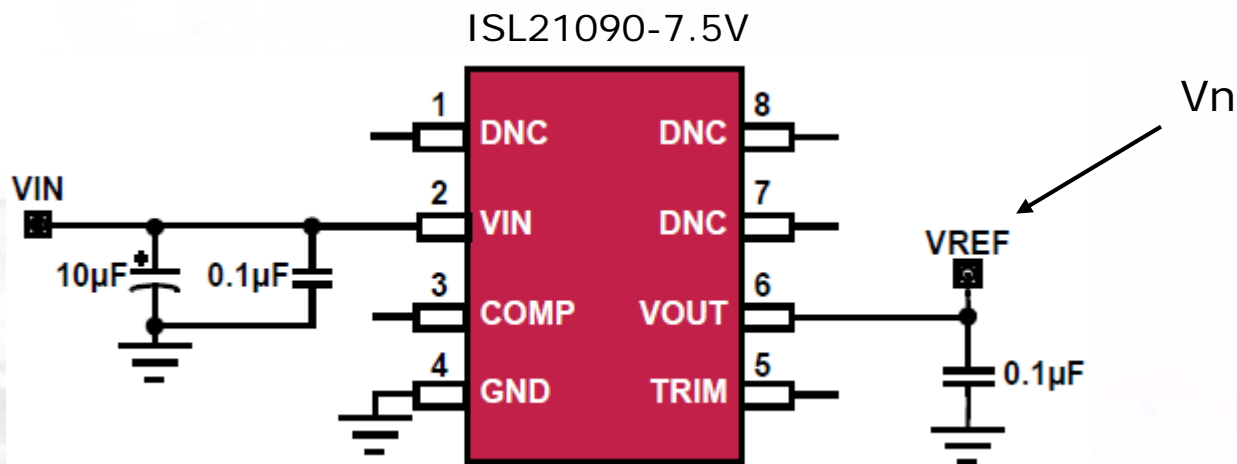 ISL21090-7.5V
Vn
1 8
DNC DNC
VIN 2 7
VIN DNC
VREF
10µF 0.1µF 3 6
COMP VOUT
4 5 0.1µF
GND TRIM